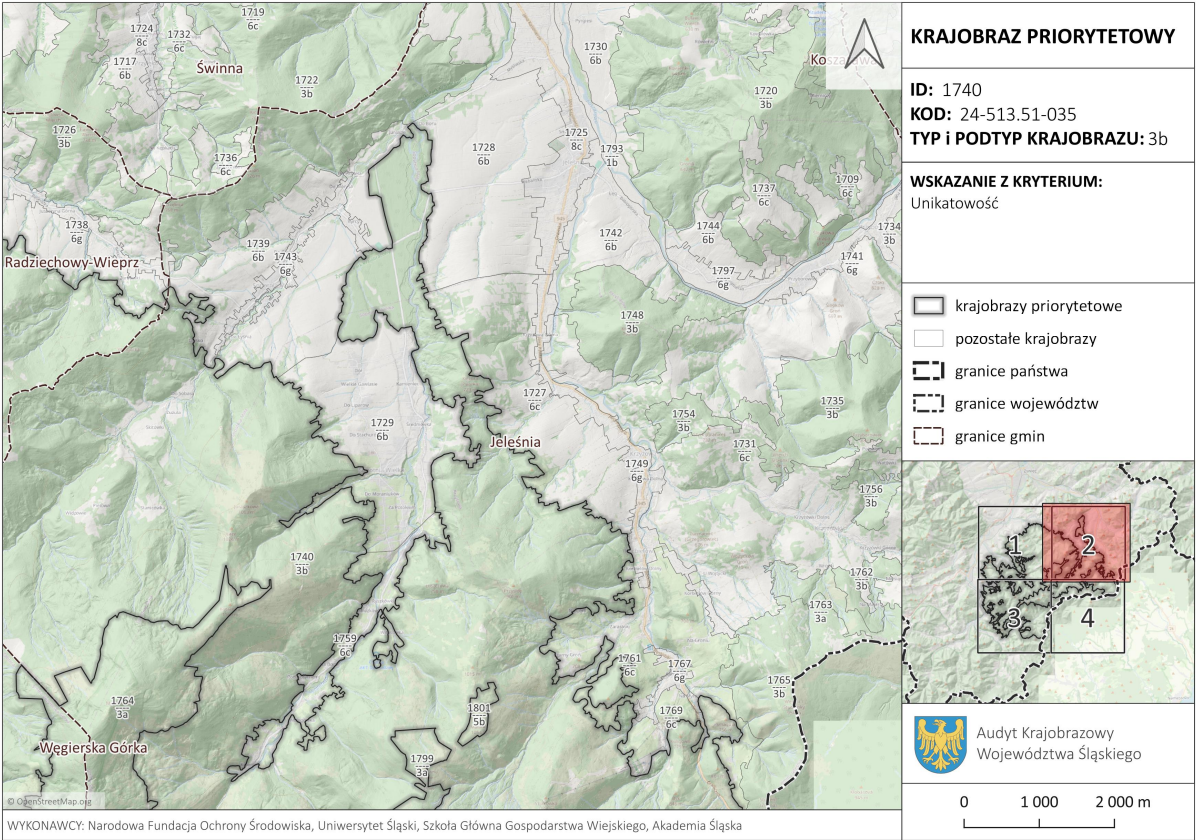 1719
6c
1724
8c
1732
6c
1717
6b
Świnna
1722
3b
1730
6b
1720
3b
1726
3b
1736
6c
1728
6b
1725
8c
1793
1b
1737
6c
1709
6c
1738
6g
1739
6b
1743
6g
Radziechowy-Wieprz
1742
6b
1744
6b
1734
3b
1797
6g
1741
6g
1748
3b
1727
6c
1729
6b
Jeleśnia
1754
3b
1735
3b
1731
6c
1749
6g
1756
3b
1740
3b
1762
3b
1763
3a
1759
6c
1761
6c
1767
6g
1765
3b
1764
3a
1801
5b
1769
6c
Węgierska Górka
1799
3a
© OpenStreetMap.org
WYKONAWCY: Narodowa Fundacja Ochrony Środowiska, Uniwersytet Śląski, Szkoła Główna Gospodarstwa Wiejskiego, Akademia Śląska
KRAJOBRAZ PRIORYTETOWY
ID: 1740
KOD: 24-513.51-035
TYP i PODTYP KRAJOBRAZU: 3b
WSKAZANIE Z KRYTERIUM:
Unikatowość
krajobrazy priorytetowe
pozostałe krajobrazy
granice państwa
granice województw
granice gmin
1
2
3
4
Audyt Krajobrazowy
Województwa Śląskiego
0 1 000 2 000 m